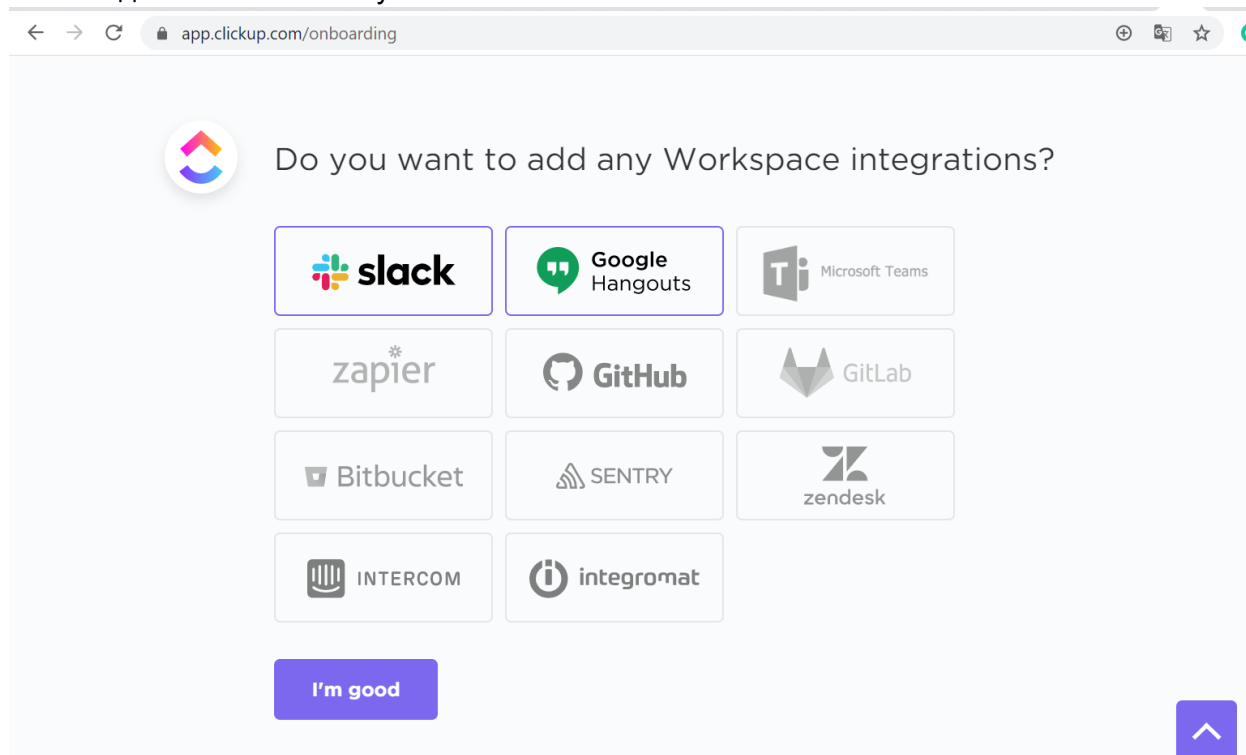 app.clickup.com/onboarding
Do you want to add any Workspace integrations?
slack
Google
Hangouts
Microsoft Teams
zapier
GitHub
GitLab
Bitbucket
SENTRY
zendesk
INTERCOM
integromat
I'm good